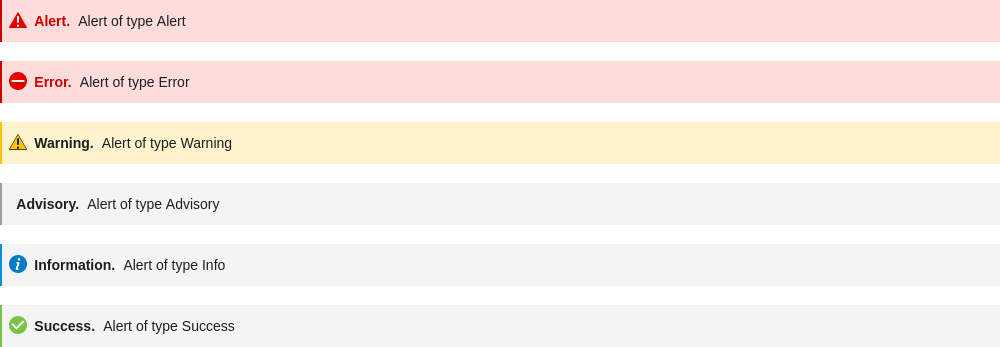 Alert. Alert of type Alert
Error. Alert of type Error
Warning. Alert of type Warning
Advisory. Alert of type Advisory
Information. Alert of type Info
Success. Alert of type Success